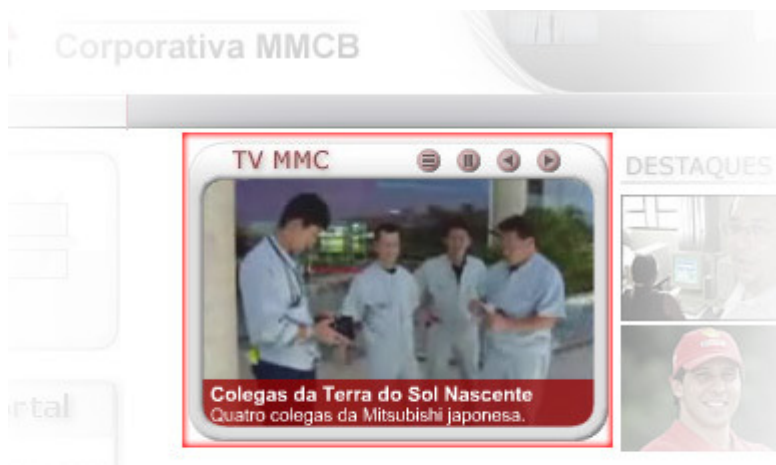 Corporativa MMCB
TV MMC
DESTAQUES
Colegas da Terra do Sol Nascente
Quatro colegas da Mitsubishi japonesa.
rtal